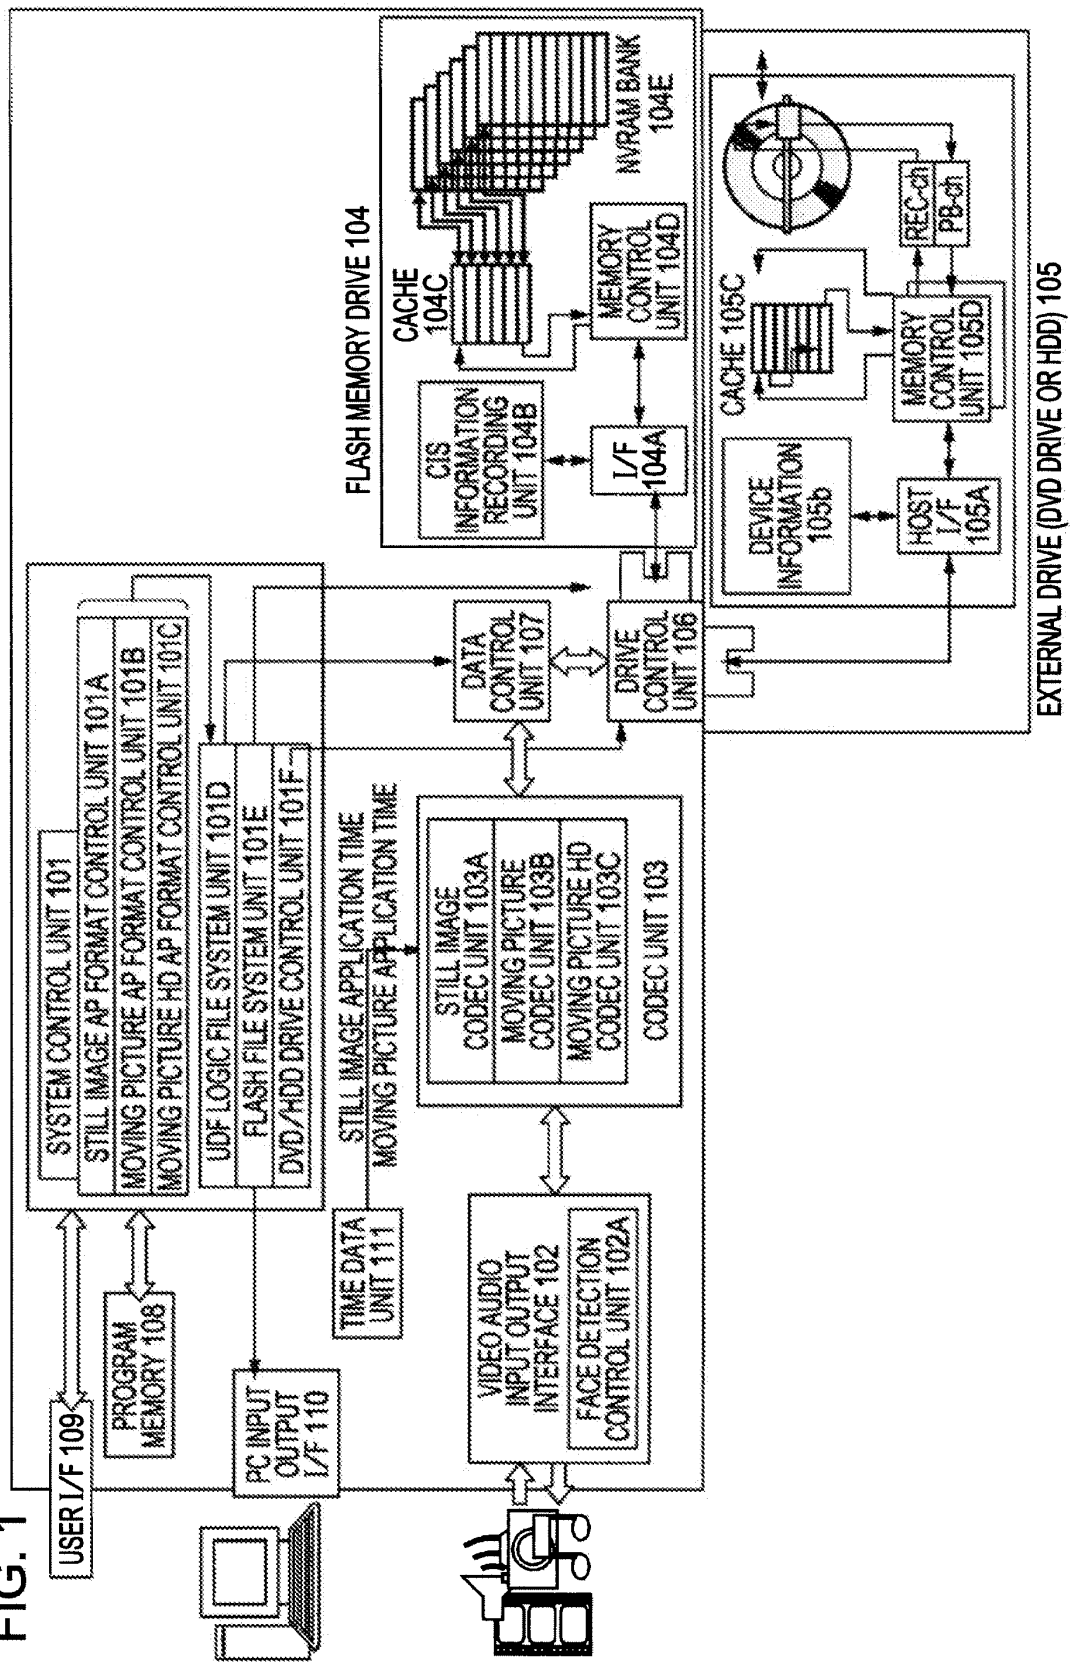 FIG. 1
USER I/F 109
PROGRAM
MEMORY 108
SYSTEM CONTROL UNIT 101
STILL IMAGE AP FORMAT CONTROL UNIT 101A
MOVING PICTURE AP FORMAT CONTROL UNIT 101B
MOVING PICTURE HD AP FORMAT CONTROL UNIT 101C
UDF LOGIC FILE SYSTEM UNIT 101D
FLASH FILE SYSTEM UNIT 101E
DVD/HDD DRIVE CONTROL UNIT 101F
PC INPUT
OUTPUT
I/F 110
TIME DATA
UNIT 111
STILL IMAGE APPLICATION TIME
MOVING PICTURE APPLICATION TIME
VIDEO AUDIO
INPUT OUTPUT
INTERFACE 102
FACE DETECTION
CONTROL UNIT 102A
STILL IMAGE
CODEC UNIT 103A
MOVING PICTURE
CODEC UNIT 103B
MOVING PICTURE HD
CODEC UNIT 103C
CODEC UNIT 103
DATA
CONTROL
UNIT 107
DRIVE
CONTROL
UNIT 106
FLASH MEMORY DRIVE 104
CIS
INFORMATION
RECORDING
UNIT 104B
I/F
104A
CACHE
104C
MEMORY
CONTROL
UNIT 104D
NVRAM BANK
104E
DEVICE
INFORMATION
105b
HOST
I/F
105A
CACHE 105C
MEMORY
CONTROL
UNIT 105D
REC-ch
PB-ch
EXTERNAL DRIVE (DVD DRIVE OR HDD) 105